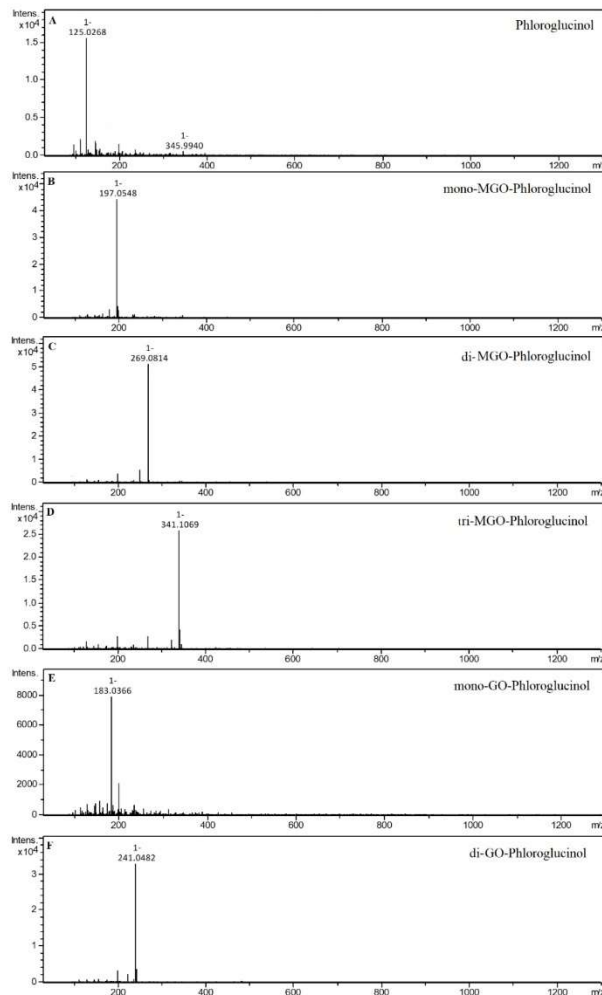 Intens.
x10⁴
A
Phloroglucinol
1-
125.0268
1-
345.9940
1.5
1.0
0.5
0.0
200 400 600 800 1000 1200 m/z
Intens.
x10⁴
B
mono-MGO-Phloroglucinol
1-
197.0548
4
3
2
1
0
200 400 600 800 1000 1200 m/z
Intens.
x10⁴
C
di-MGO-Phloroglucinol
1-
269.0814
5
4
3
2
1
0
200 400 600 800 1000 1200 m/z
Intens.
x10⁴
D
tri-MGO-Phloroglucinol
1-
341.1069
2.5
2.0
1.5
1.0
0.5
0.0
200 400 600 800 1000 1200 m/z
Intens.
E
mono-GO-Phloroglucinol
1-
183.0366
8000
6000
4000
2000
0
200 400 600 800 1000 1200 m/z
Intens.
x10⁴
F
di-GO-Phloroglucinol
1-
241.0482
3
2
1
0
200 400 600 800 1000 1200 m/z